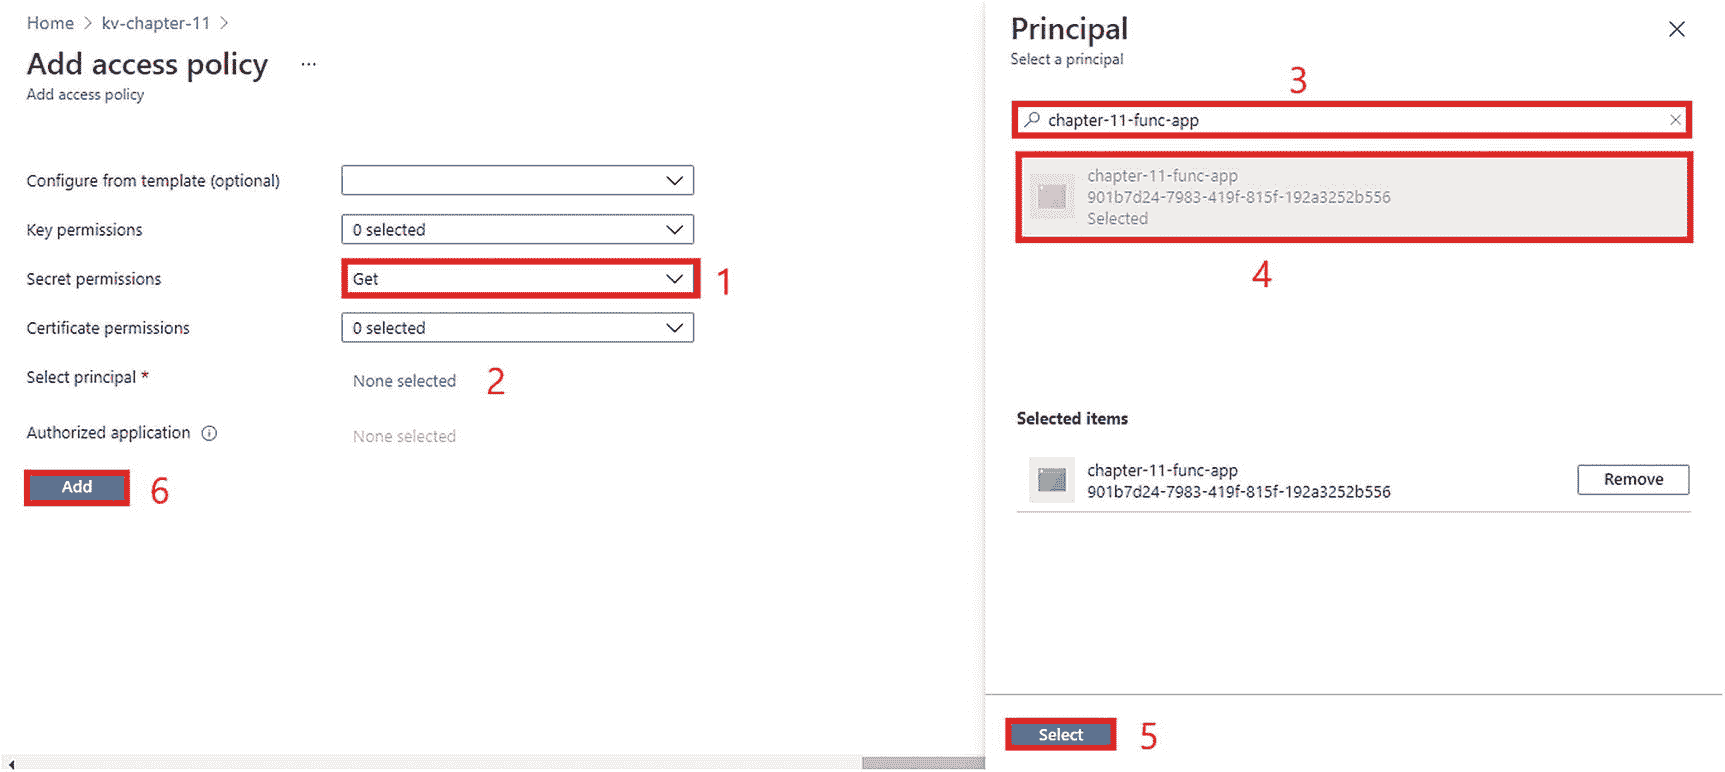 Home > kv-chapter-11 >
Add access policy ...
Add access policy
Configure from template (optional)
Key permissions 0 selected
Secret permissions Get 1
Certificate permissions 0 selected
Select principal * None selected 2
Authorized application None selected
Add 6
Principal
Select a principal
3
chapter-11-func-app
chapter-11-func-app
901b7d24-7983-419f-815f-192a3252b556
Selected
4
Selected items
chapter-11-func-app
901b7d24-7983-419f-815f-192a3252b556
Remove
Select 5